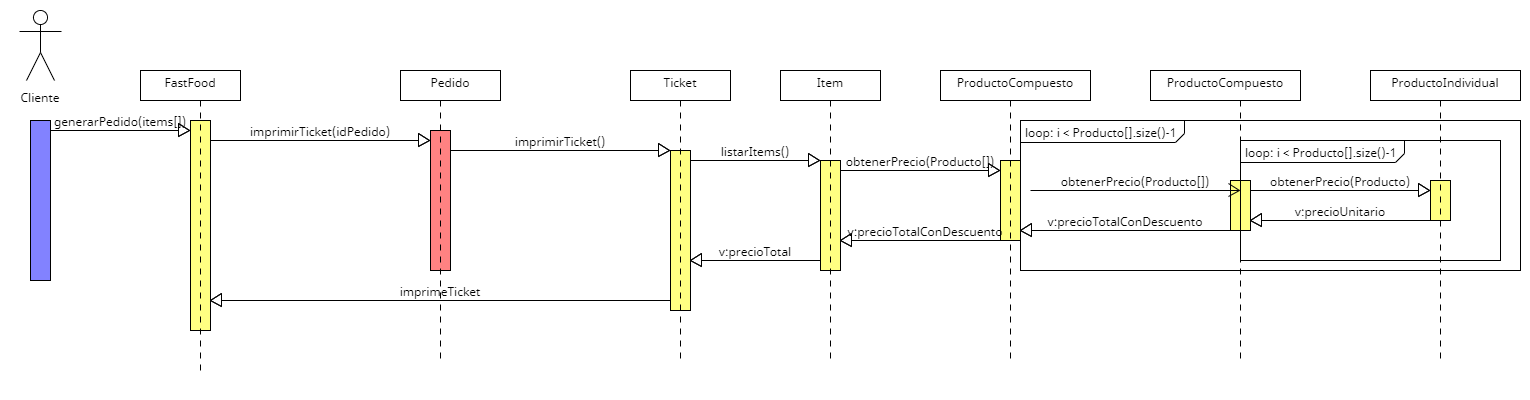 Cliente
FastFood
Pedido
Ticket
Item
ProductoCompuesto
ProductoCompuesto
ProductoIndividual
generarPedido(items[])
imprimirTicket(idPedido)
imprimirTicket()
listarItems()
obtenerPrecio(Producto[])
loop: i < Producto[].size()-1
loop: i < Producto[].size()-1
obtenerPrecio(Producto[])
obtenerPrecio(Producto)
v:precioUnitario
v:precioTotalConDescuento
v:precioTotalConDescuento
v:precioTotal
imprimeTicket